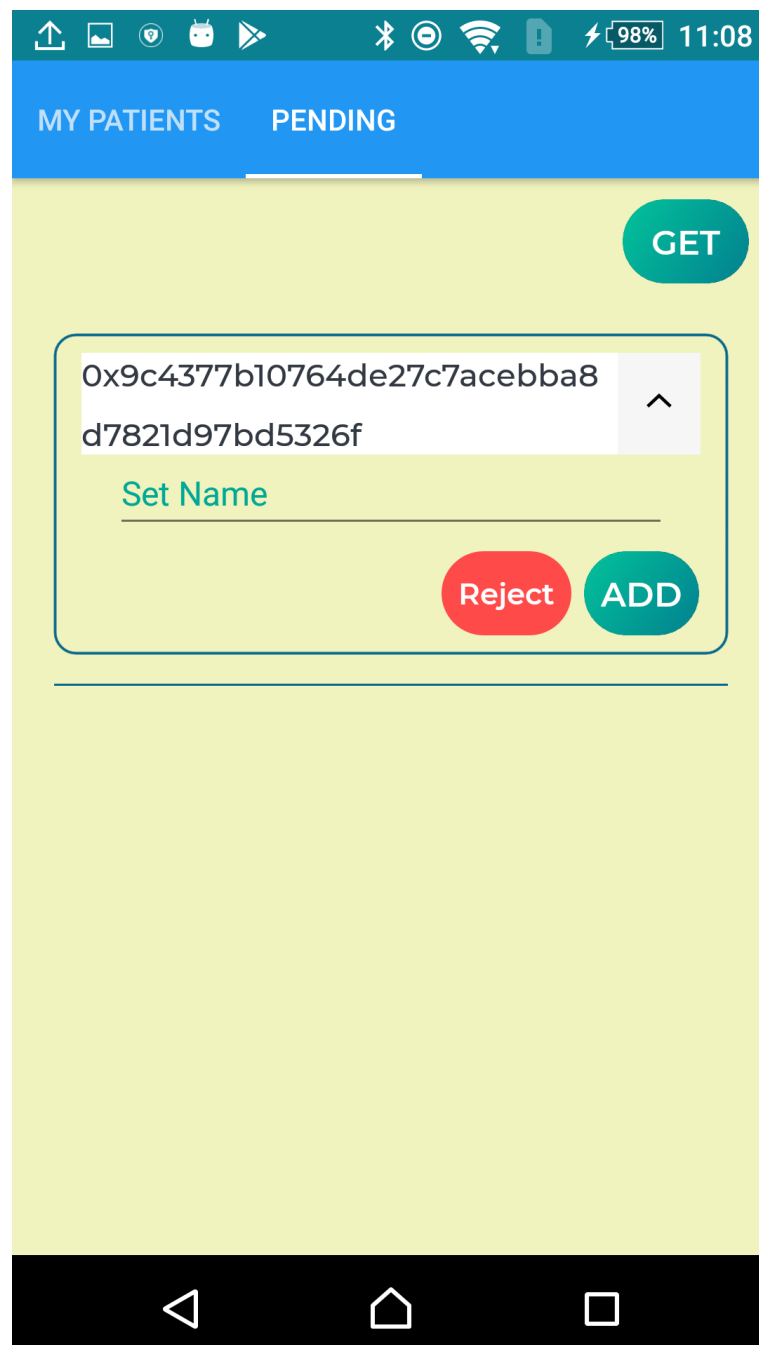 98% 11:08
MY PATIENTS PENDING
GET
0x9c4377b10764de27c7acebba8
d7821d97bd5326f
Set Name
Reject ADD